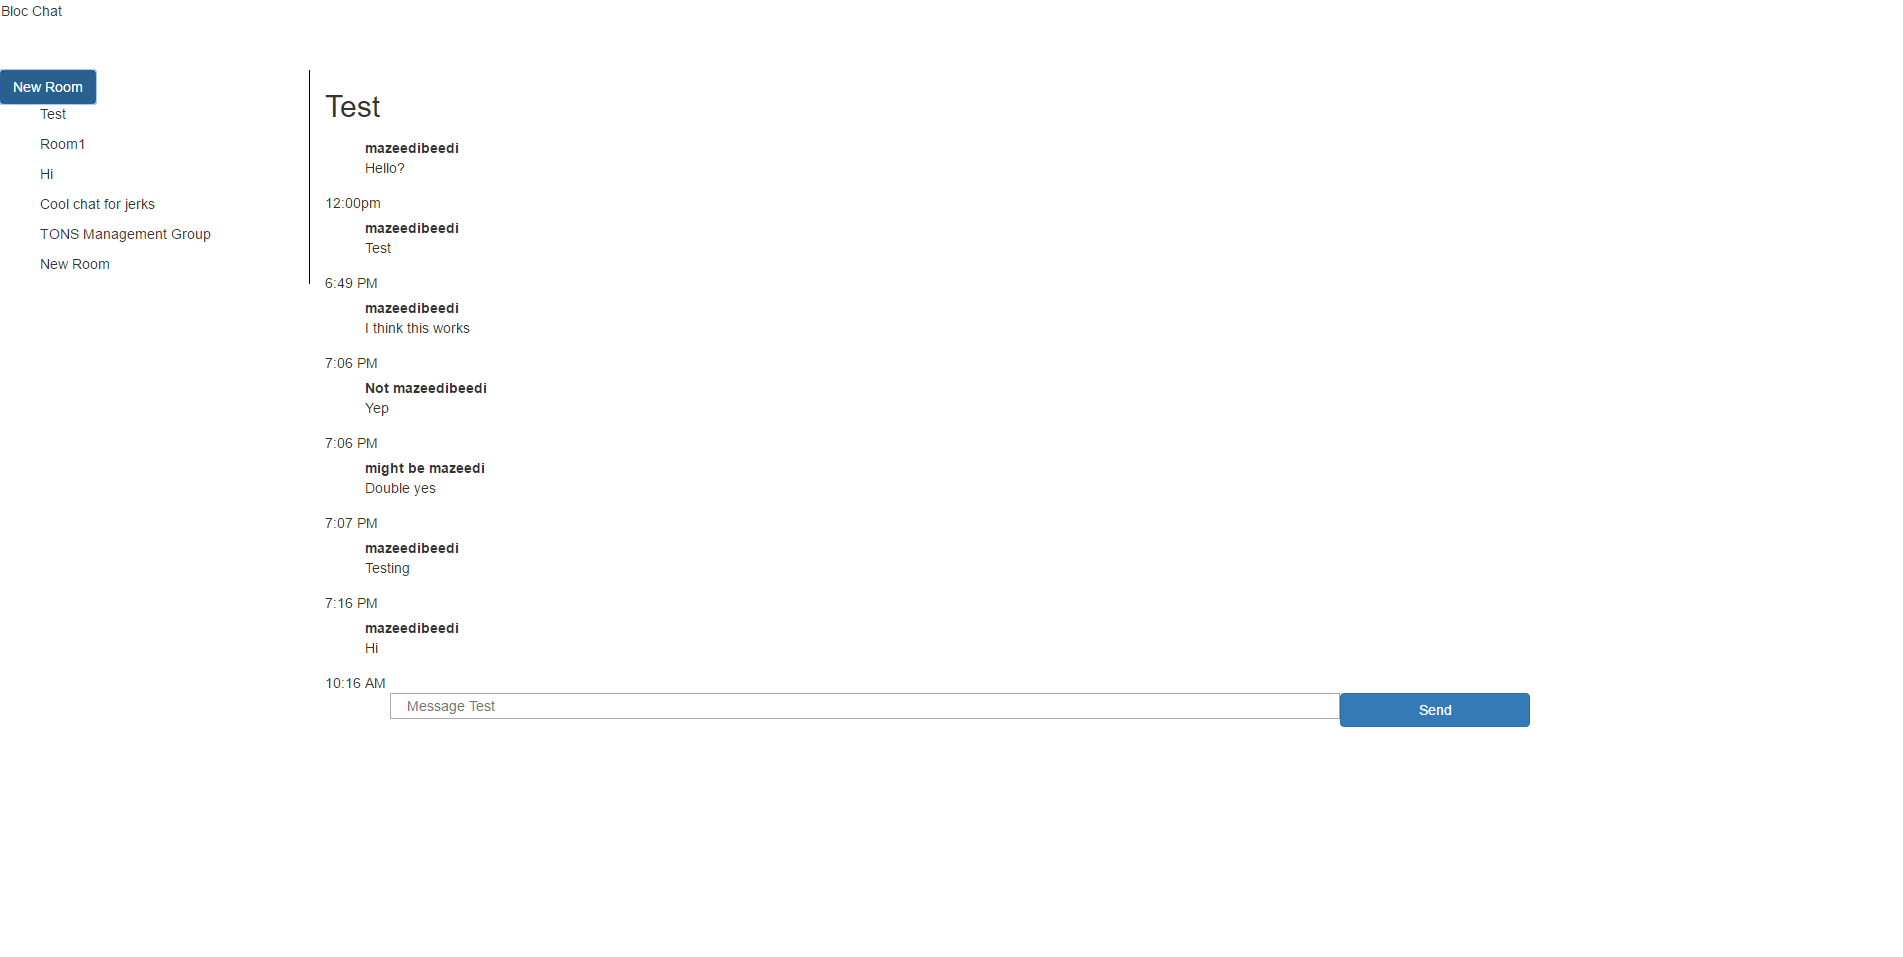 Bloc Chat
New Room
Test
Room1
Hi
Cool chat for jerks
TONS Management Group
New Room
Test
mazeedibeedi
Hello?
12:00pm
mazeedibeedi
Test
6:49 PM
mazeedibeedi
I think this works
7:06 PM
Not mazeedibeedi
Yep
7:06 PM
might be mazeedi
Double yes
7:07 PM
mazeedibeedi
Testing
7:16 PM
mazeedibeedi
Hi
10:16 AM
Message Test
Send